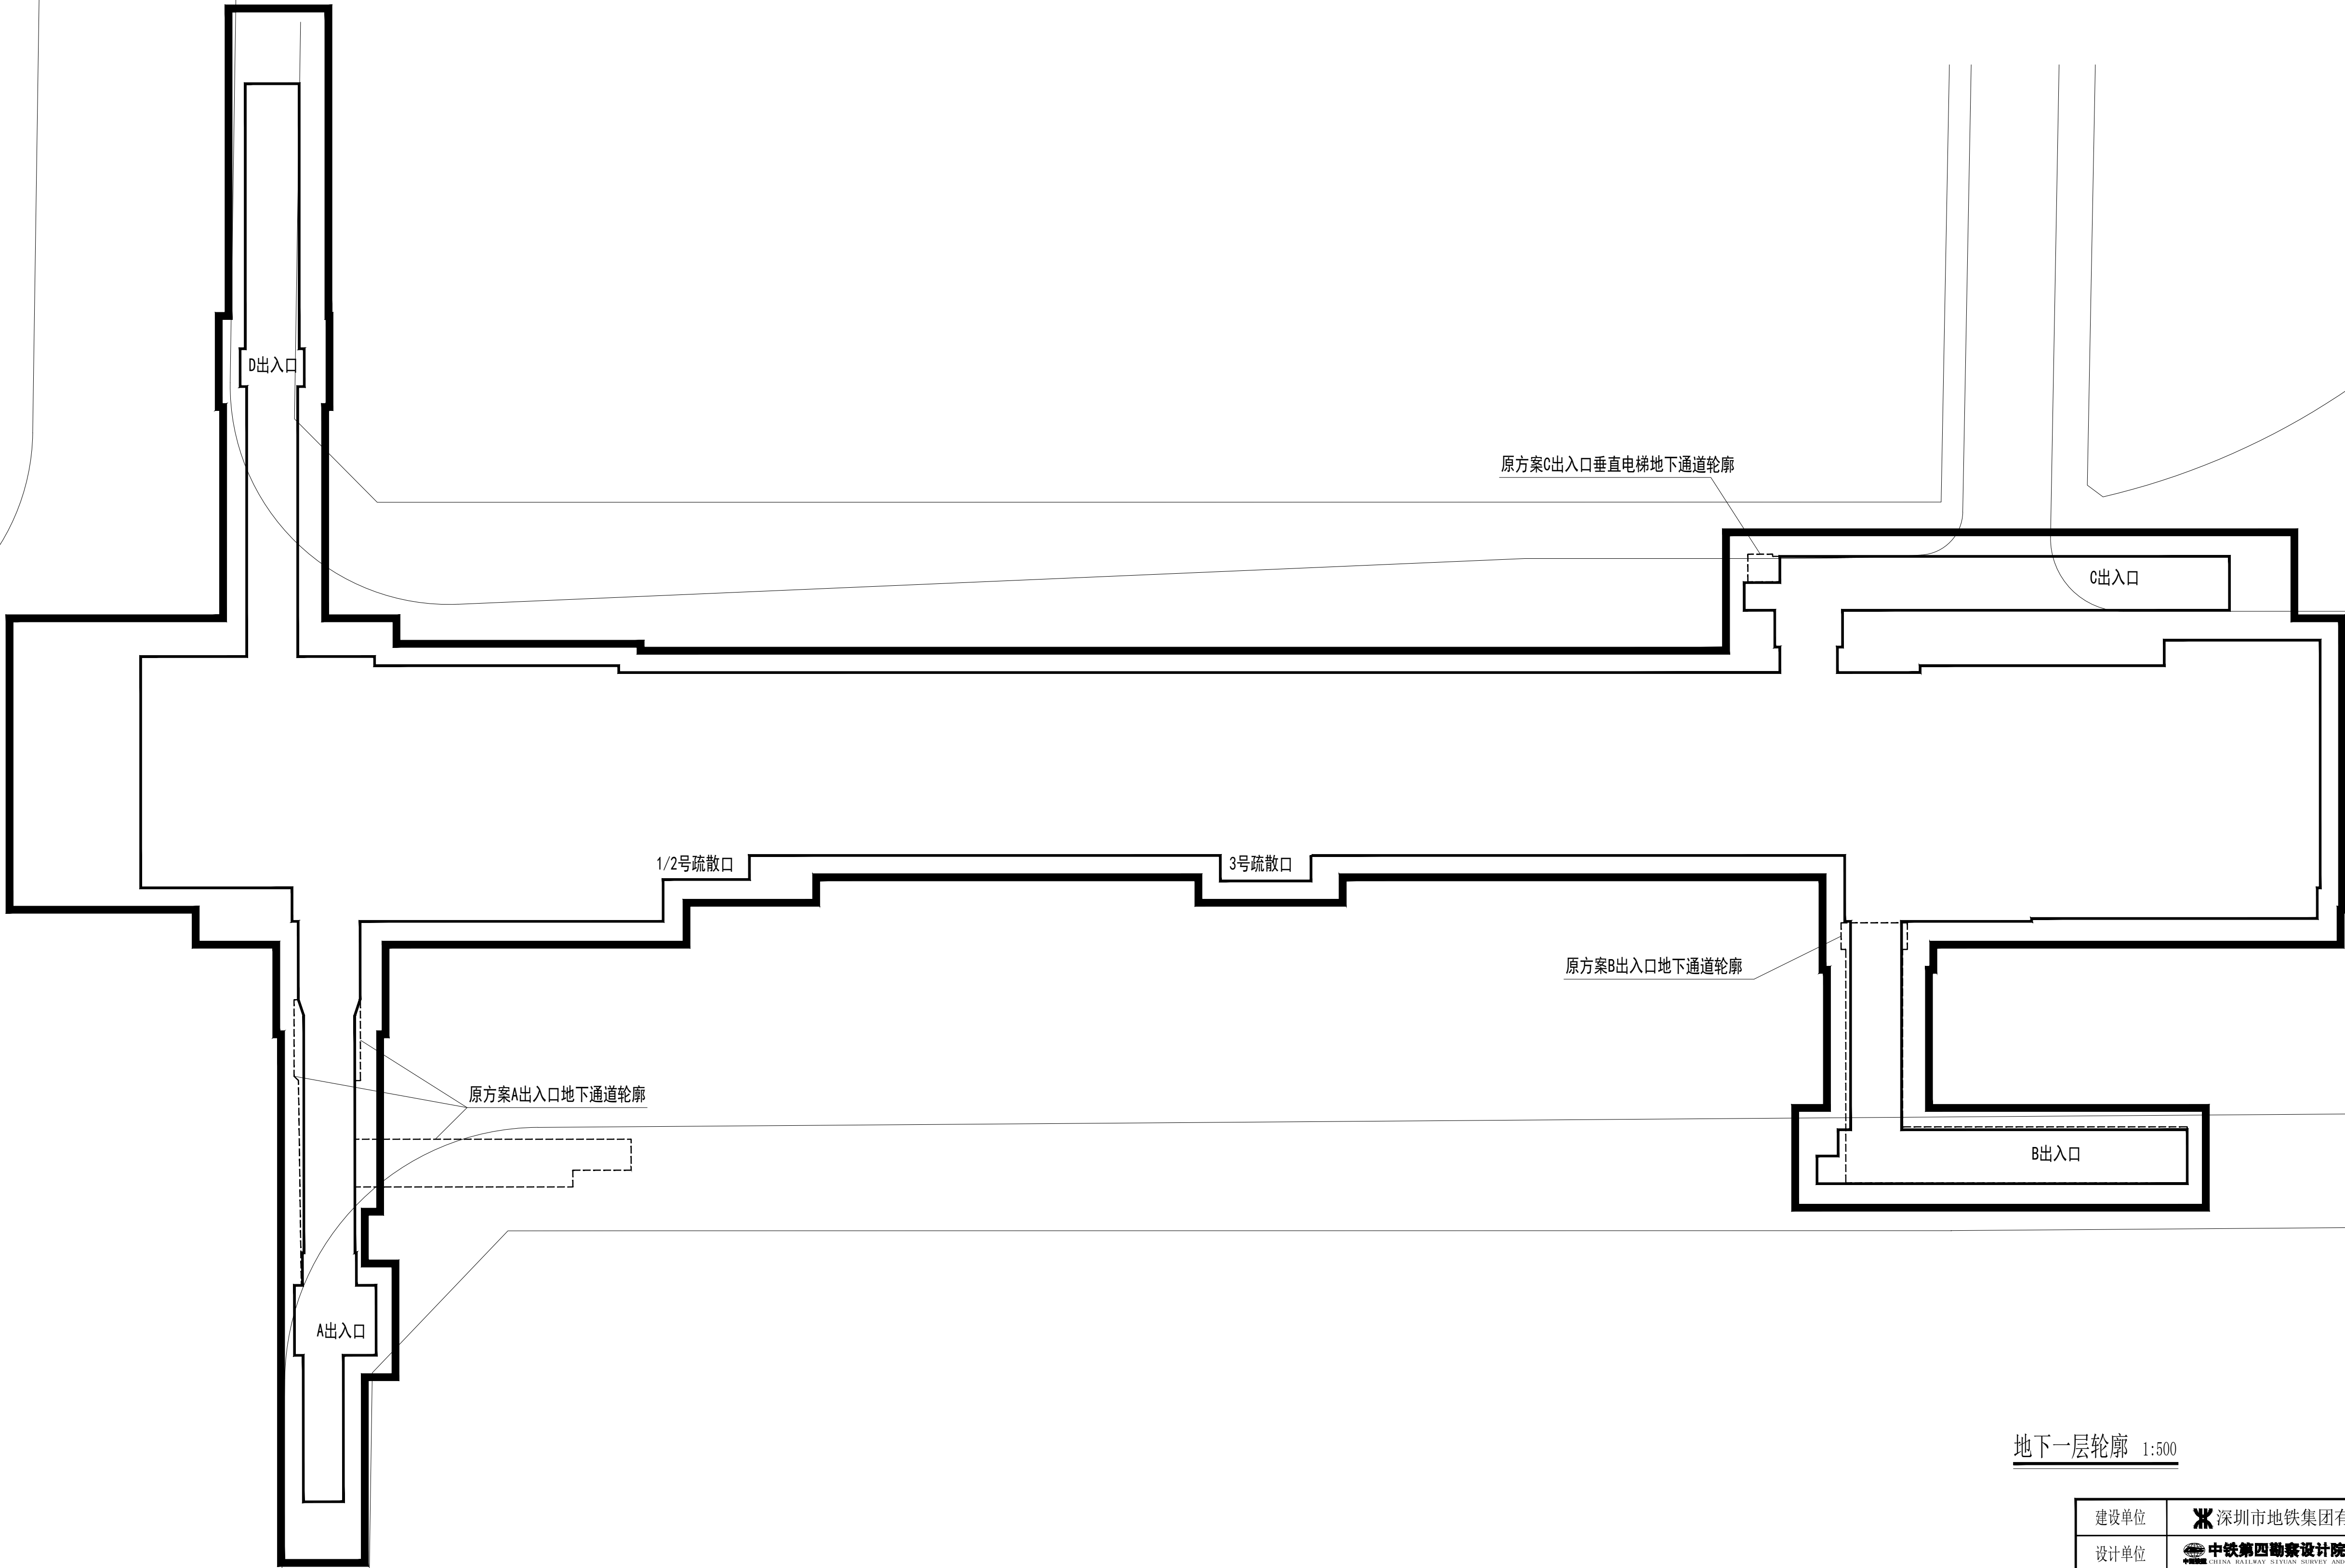 D出入口
原方案C出入口垂直电梯地下通道轮廓
C出入口
1/2号疏散口
3号疏散口
原方案B出入口地下通道轮廓
原方案A出入口地下通道轮廓
B出入口
A出入口
地下一层轮廓 1:500
建设单位 深圳市地铁集团有
设计单位 中铁第四勘察设计院
CHINA RAILWAY SIYUAN SURVEY AND